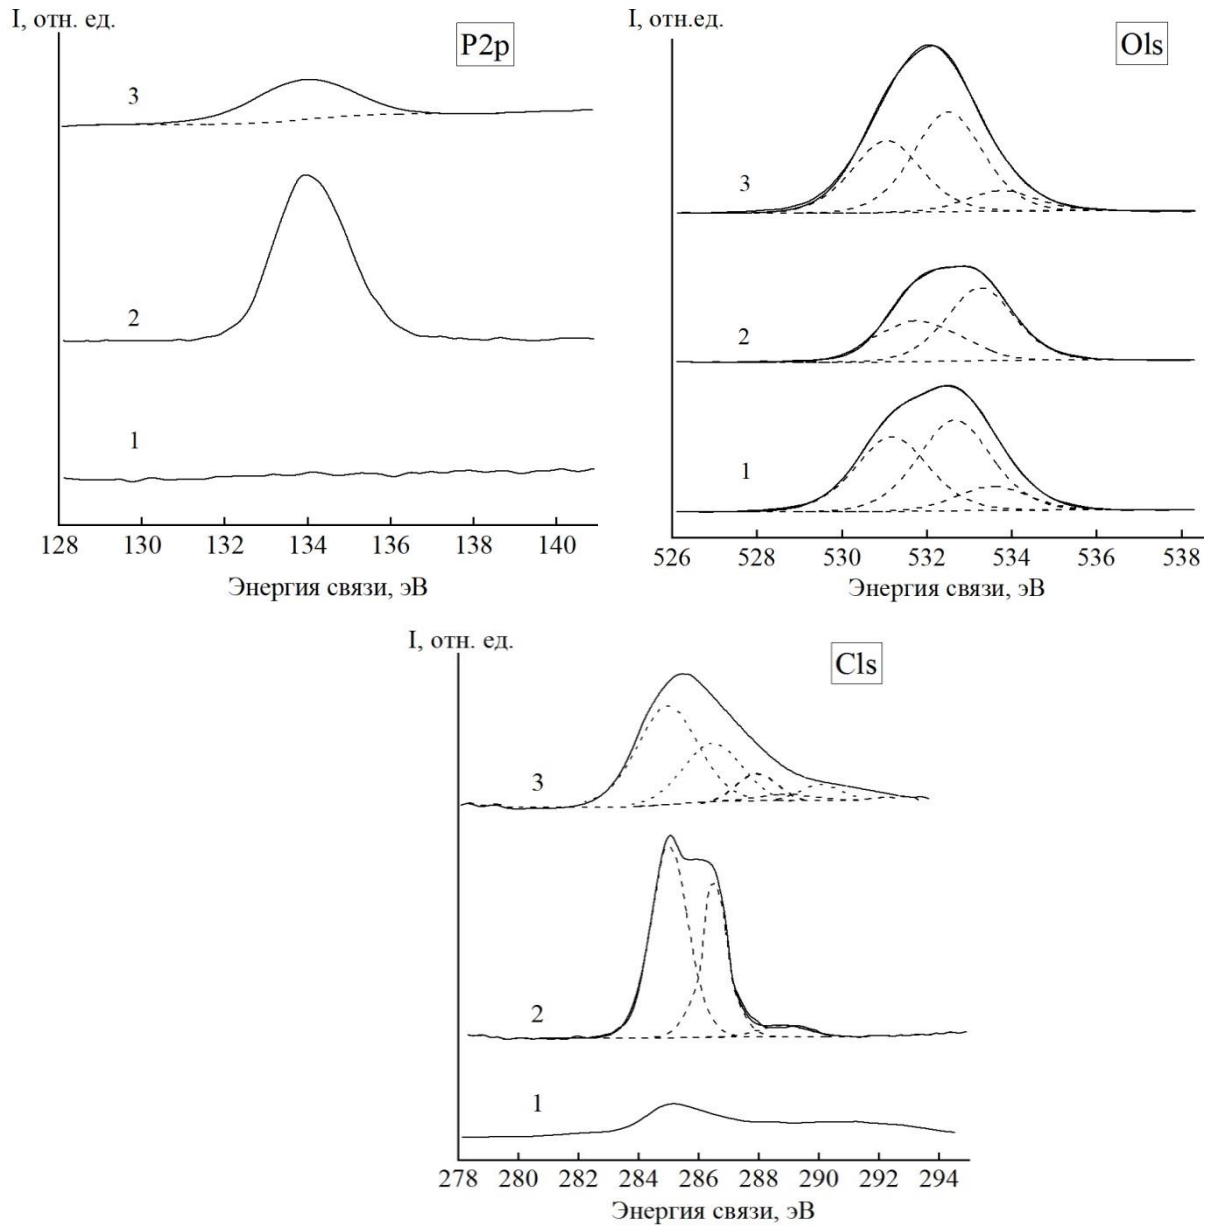 I, отн. ед.
P2p
3
2
1
128 130 132 134 136 138 140
Энергия связи, эВ
I, отн.ед.
O1s
3
2
1
526 528 530 532 534 536 538
Энергия связи, эВ
I, отн. ед.
C1s
3
2
1
278 280 282 284 286 288 290 292 294
Энергия связи, эВ